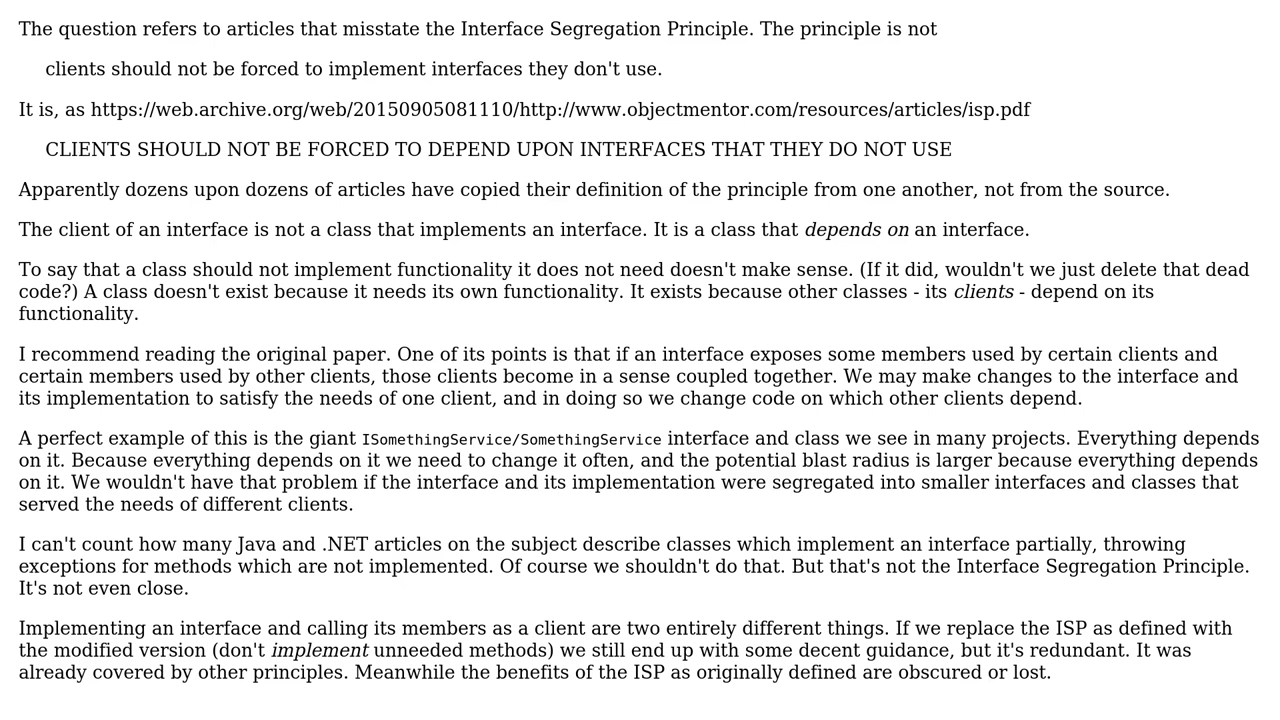 The question refers to articles that misstate the Interface Segregation Principle. The principle is not
clients should not be forced to implement interfaces they don't use.
It is, as https://web.archive.org/web/20150905081110/http://www.objectmentor.com/resources/articles/isp.pdf
CLIENTS SHOULD NOT BE FORCED TO DEPEND UPON INTERFACES THAT THEY DO NOT USE
Apparently dozens upon dozens of articles have copied their definition of the principle from one another, not from the source.
The client of an interface is not a class that implements an interface. It is a class that depends on an interface.
To say that a class should not implement functionality it does not need doesn't make sense. (If it did, wouldn't we just delete that dead
code?) A class doesn't exist because it needs its own functionality. It exists because other classes - its clients - depend on its
functionality.
I recommend reading the original paper. One of its points is that if an interface exposes some members used by certain clients and
certain members used by other clients, those clients become in a sense coupled together. We may make changes to the interface and
its implementation to satisfy the needs of one client, and in doing so we change code on which other clients depend.
A perfect example of this is the giant ISomethingService/SomethingService interface and class we see in many projects. Everything depends
on it. Because everything depends on it we need to change it often, and the potential blast radius is larger because everything depends
on it. We wouldn't have that problem if the interface and its implementation were segregated into smaller interfaces and classes that
served the needs of different clients.
I can't count how many Java and .NET articles on the subject describe classes which implement an interface partially, throwing
exceptions for methods which are not implemented. Of course we shouldn't do that. But that's not the Interface Segregation Principle.
It's not even close.
Implementing an interface and calling its members as a client are two entirely different things. If we replace the ISP as defined with
the modified version (don't implement unneeded methods) we still end up with some decent guidance, but it's redundant. It was
already covered by other principles. Meanwhile the benefits of the ISP as originally defined are obscured or lost.